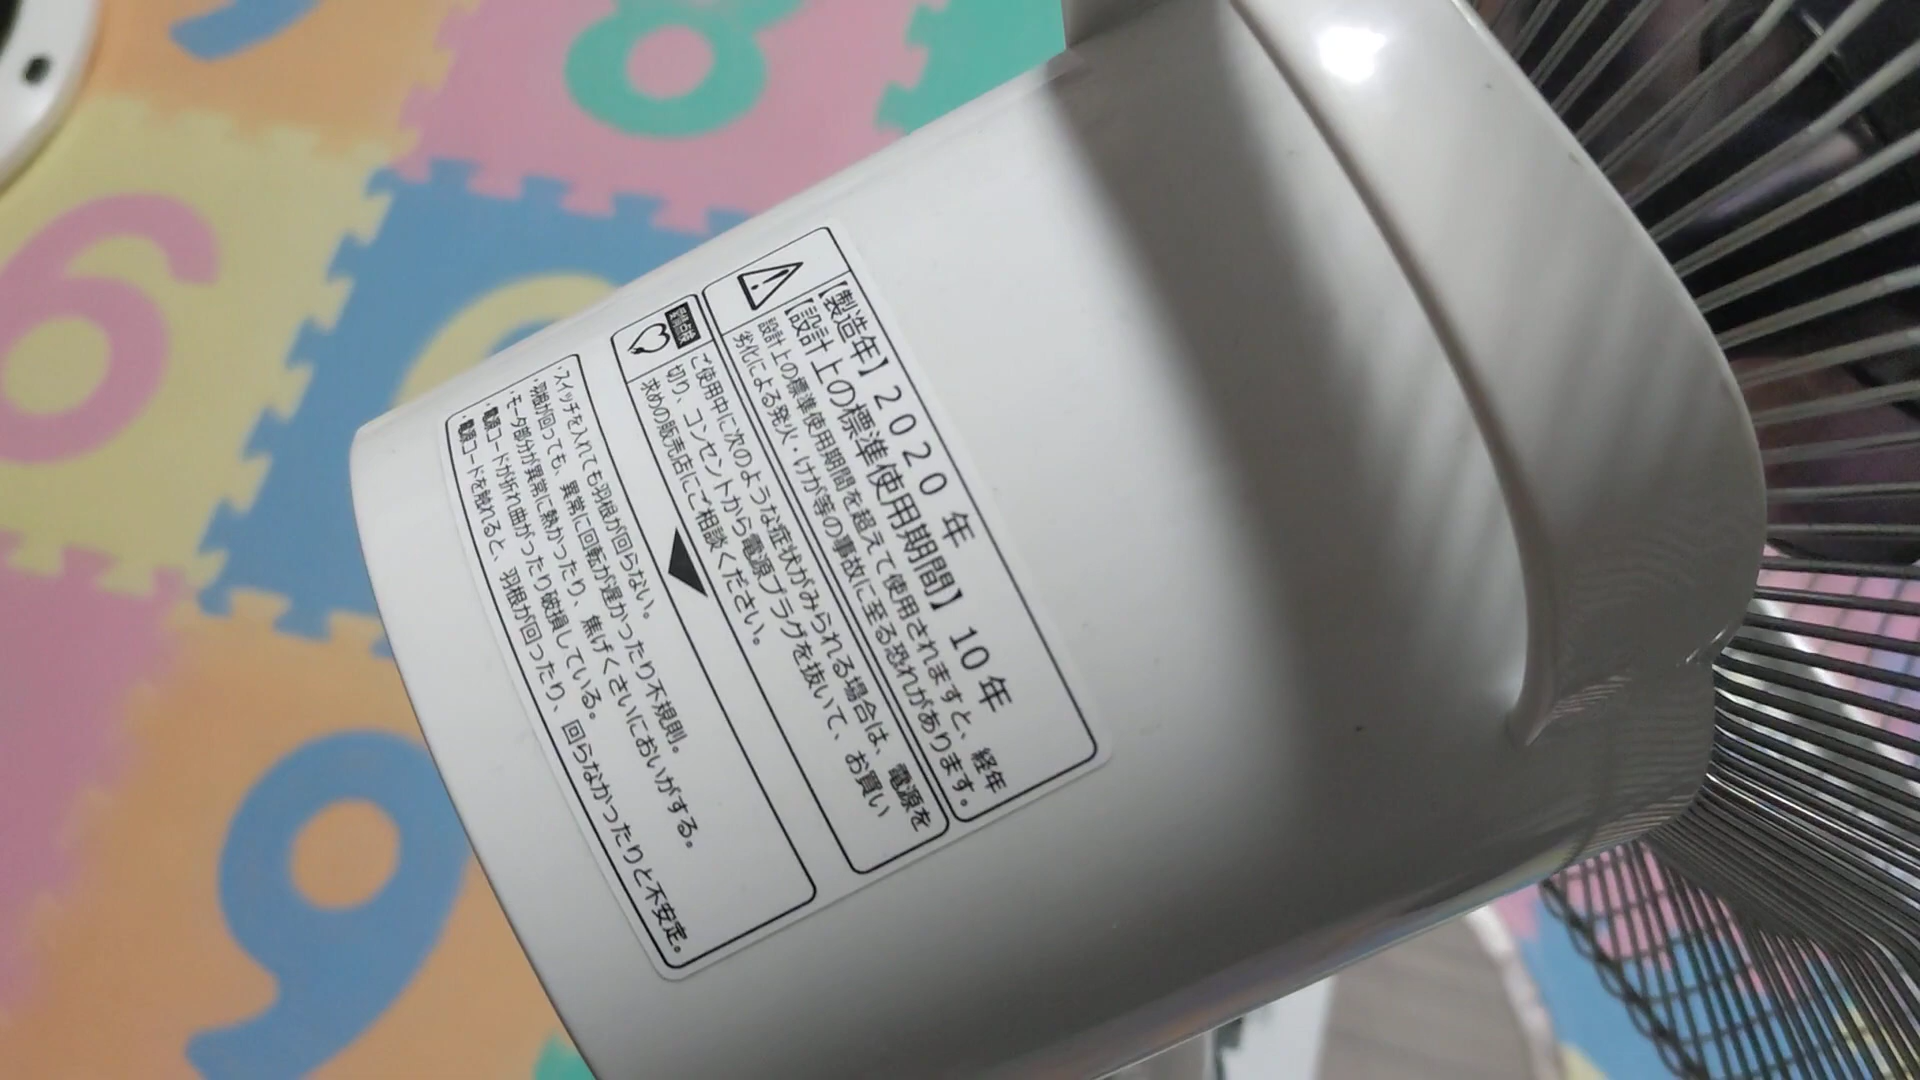 【製造年】2020年
【設計上の標準使用期間】10年
設計上の標準使用期間を超えて使用されますと、経年
劣化による発火・けが等の事故に至る恐れがあります。
愛情点検
ご使用中に次のような症状がみられる場合は、電源を
切り、コンセントから電源プラグを抜いて、お買い
求めの販売店にご相談ください。
・スイッチを入れても羽根が回らない。
・羽根が回っても、異常に回転が遅かったり不規則。
・モータ部分が異常に熱かったり、焦げくさいにおいがする。
・電源コードが折れ曲がったり破損している。
・電源コードを触れると、羽根が回ったり、回らなかったりと不安定。
8
6
9